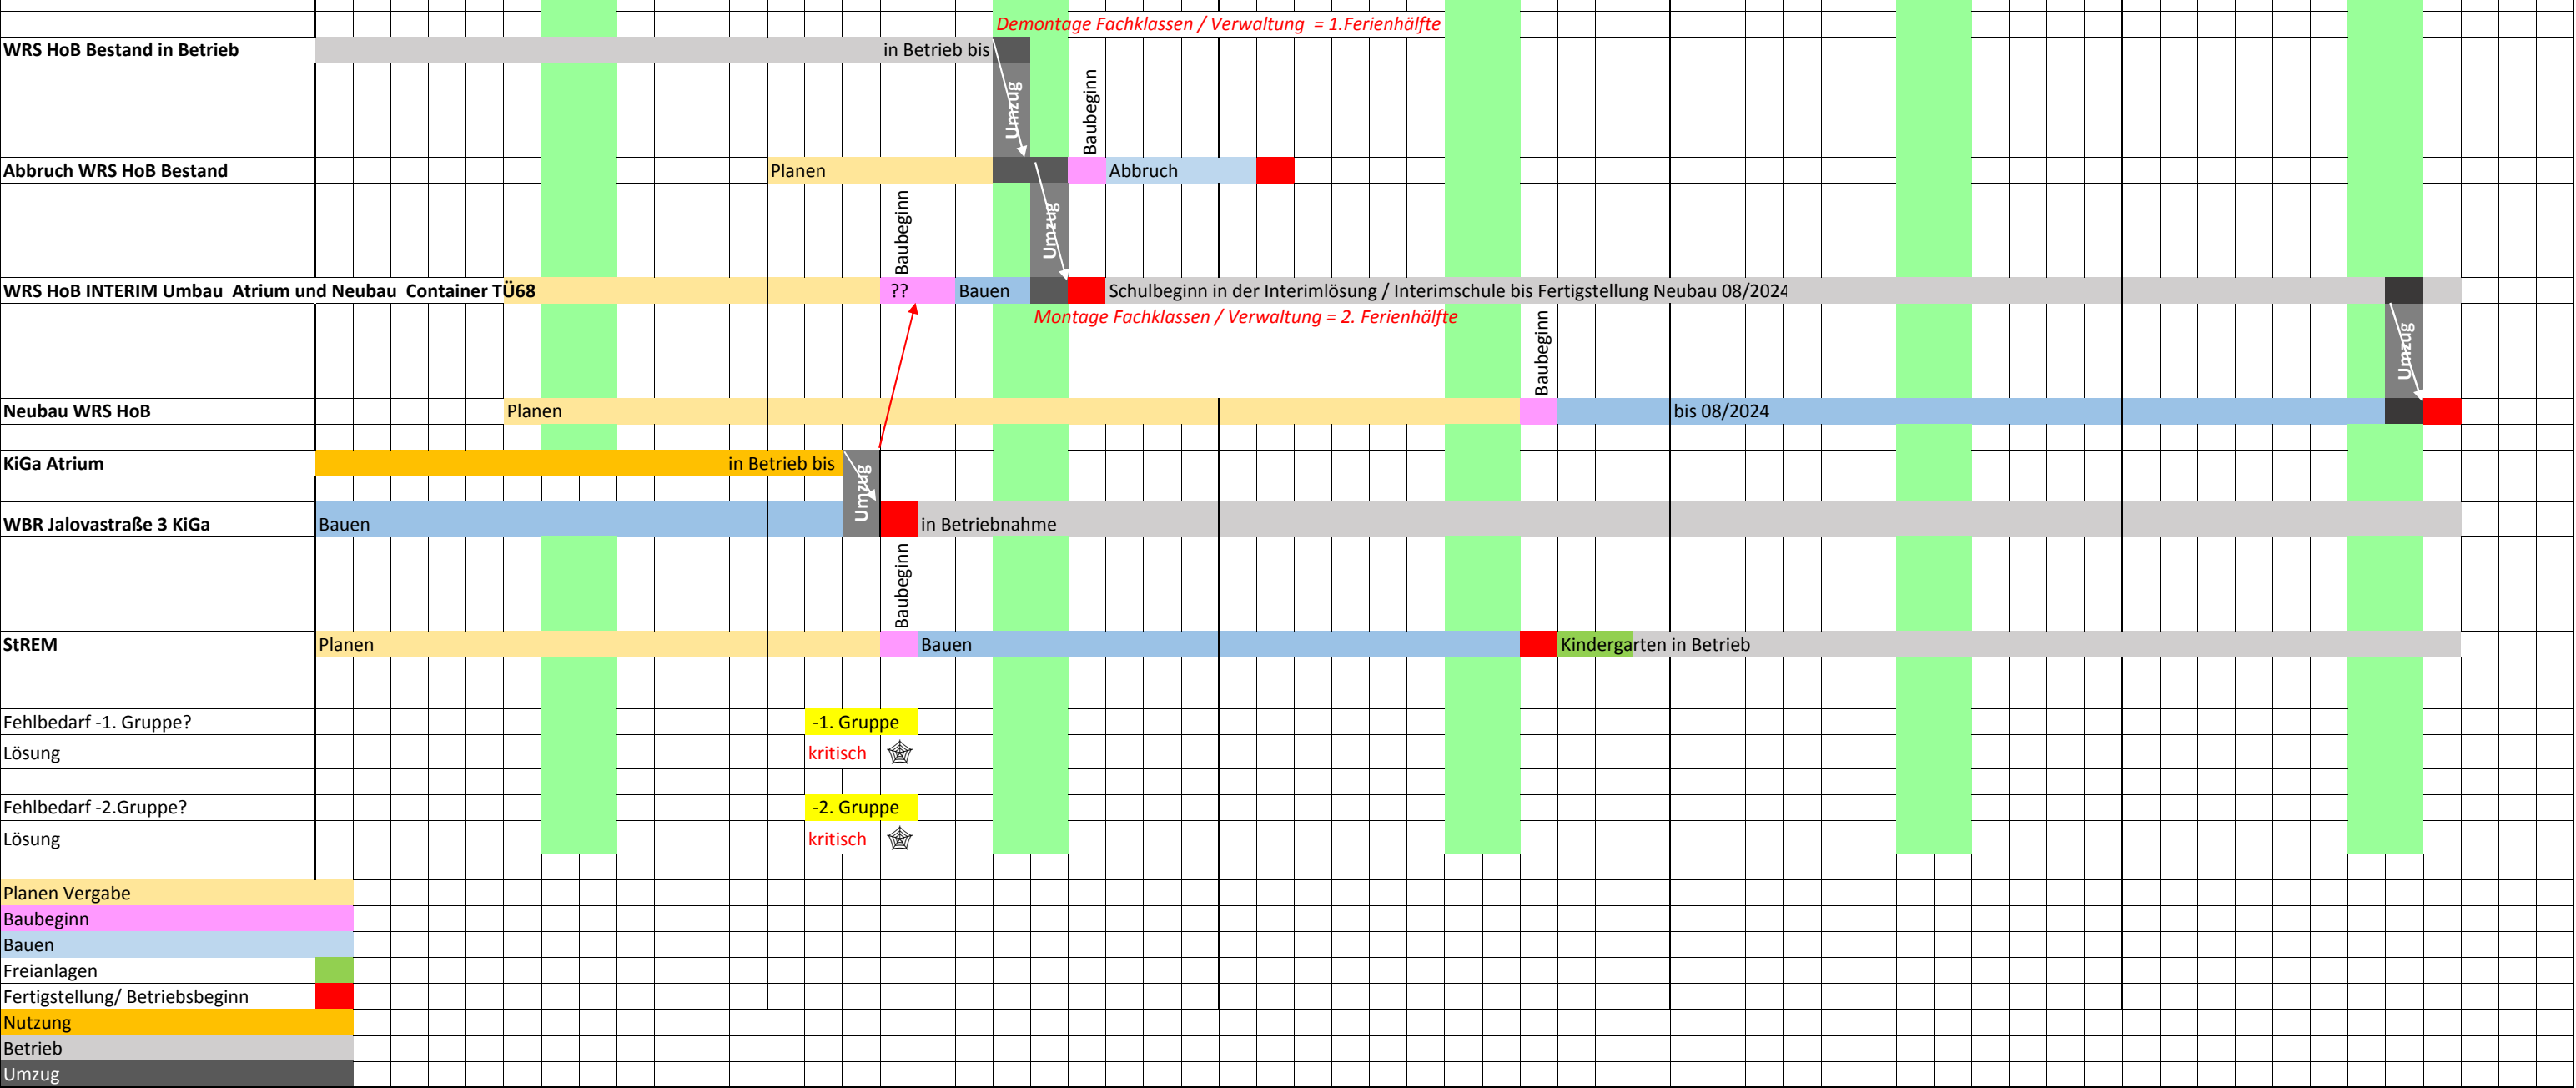 Demontage Fachklassen / Verwaltung = 1.Ferienhälfte
WRS HoB Bestand in Betrieb
in Betrieb bis
Umzug
Baubeginn
Abbruch WRS HoB Bestand
Planen
Abbruch
Baubeginn
Umzug
WRS HoB INTERIM Umbau Atrium und Neubau Container TÜ68
??
Bauen
Schulbeginn in der Interimlösung / Interimschule bis Fertigstellung Neubau 08/2024
Montage Fachklassen / Verwaltung = 2. Ferienhälfte
Baubeginn
Umzug
Neubau WRS HoB
Planen
bis 08/2024
KiGa Atrium
in Betrieb bis
Umzug
WBR Jalovastraße 3 KiGa
Bauen
in Betriebnahme
Baubeginn
StREM
Planen
Bauen
Kindergarten in Betrieb
Fehlbedarf -1. Gruppe?
-1. Gruppe
Lösung
kritisch
Fehlbedarf -2.Gruppe?
-2. Gruppe
Lösung
kritisch
Planen Vergabe
Baubeginn
Bauen
Freianlagen
Fertigstellung/ Betriebsbeginn
Nutzung
Betrieb
Umzug